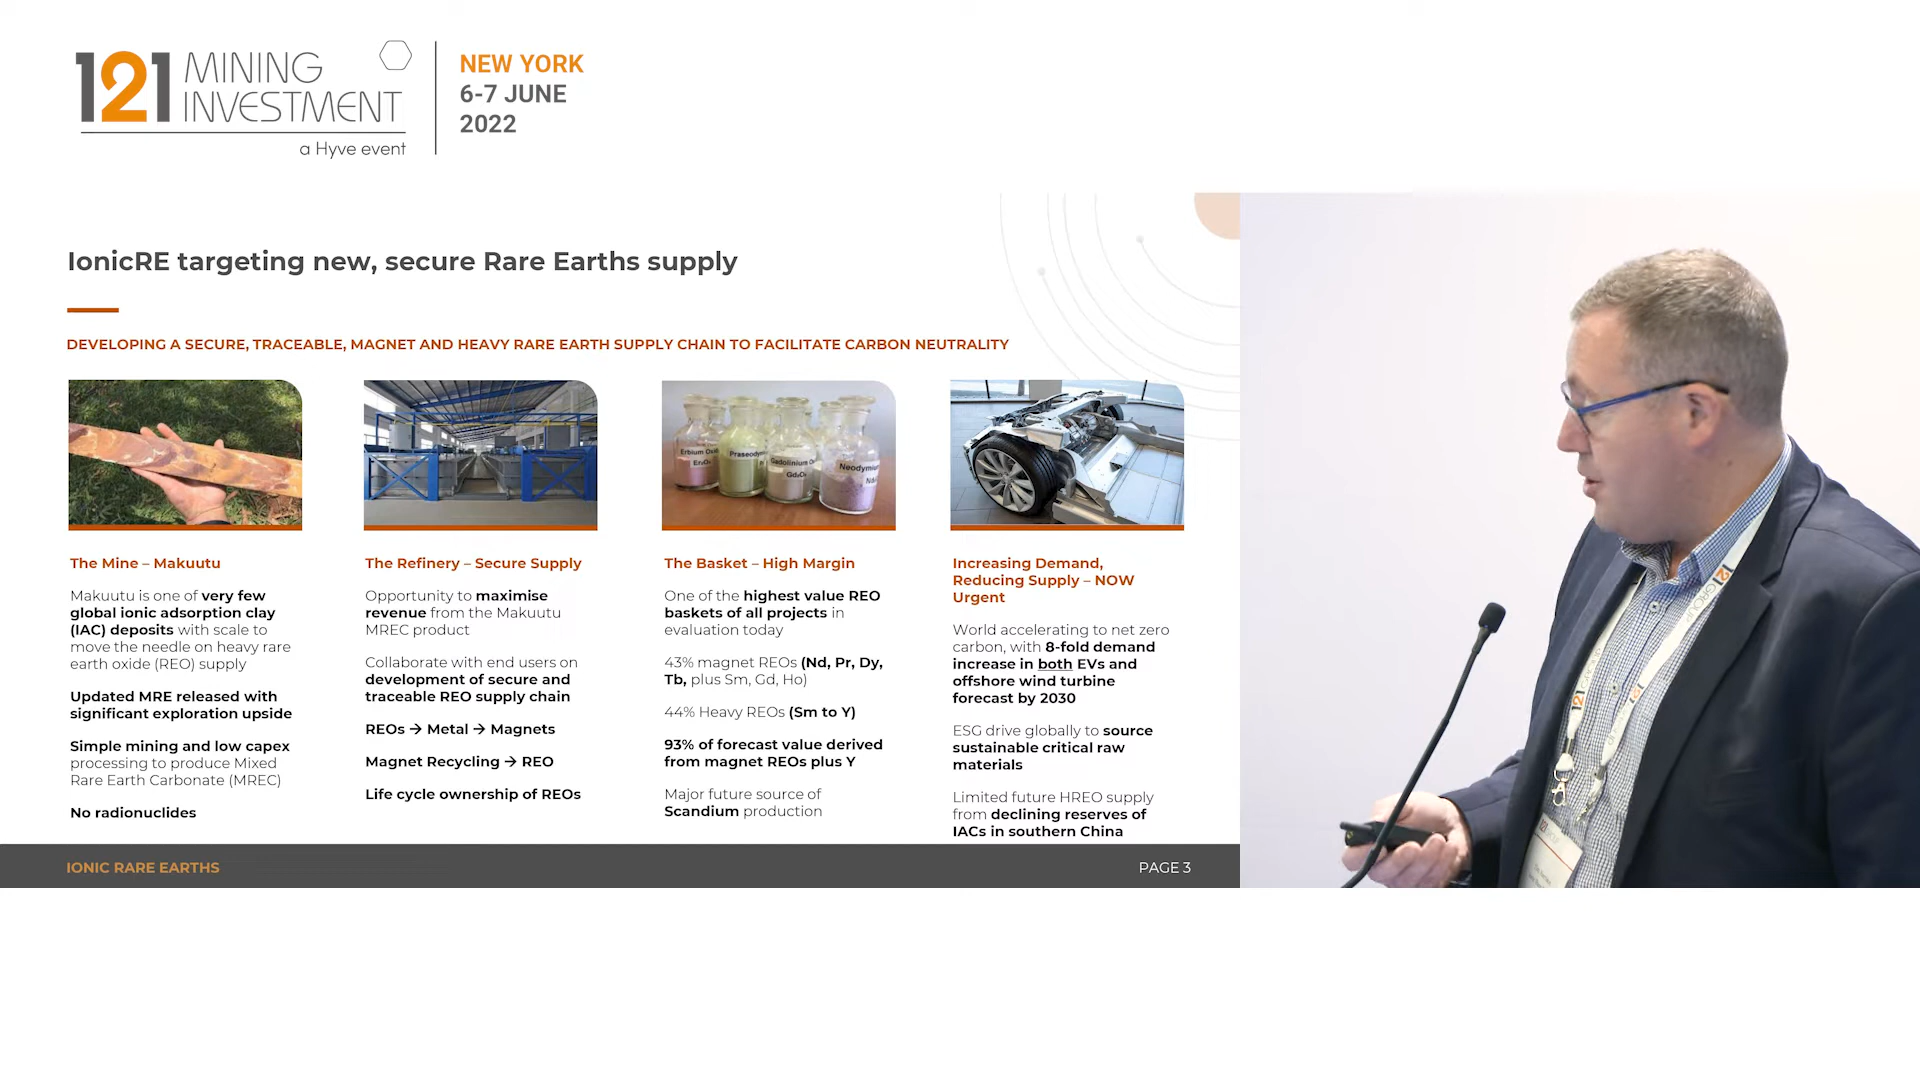 121 MINING
INVESTMENT
a Hyve event
NEW YORK
6-7 JUNE
2022
IonicRE targeting new, secure Rare Earths supply
DEVELOPING A SECURE, TRACEABLE, MAGNET AND HEAVY RARE EARTH SUPPLY CHAIN TO FACILITATE CARBON NEUTRALITY
The Mine – Makuutu
Makuutu is one of very few
global ionic adsorption clay
(IAC) deposits with scale to
move the needle on heavy rare
earth oxide (REO) supply
Updated MRE released with
significant exploration upside
Simple mining and low capex
processing to produce Mixed
Rare Earth Carbonate (MREC)
No radionuclides
The Refinery – Secure Supply
Opportunity to maximise
revenue from the Makuutu
MREC product
Collaborate with end users on
development of secure and
traceable REO supply chain
REOs → Metal → Magnets
Magnet Recycling → REO
Life cycle ownership of REOs
Erbium
Er₂O₃
Gadolinium
Gd₂O₃
The Basket – High Margin
One of the highest value REO
baskets of all projects in
evaluation today
43% magnet REOs (Nd, Pr, Dy,
Tb, plus Sm, Gd, Ho)
44% Heavy REOs (Sm to Y)
93% of forecast value derived
from magnet REOs plus Y
Major future source of
Scandium production
Increasing Demand,
Reducing Supply – NOW
Urgent
World accelerating to net zero
carbon, with 8-fold demand
increase in both EVs and
offshore wind turbine
forecast by 2030
ESG drive globally to source
sustainable critical raw
materials
Limited future HREO supply
from declining reserves of
IACs in southern China
IONIC RARE EARTHS
PAGE 3
121 GROUP